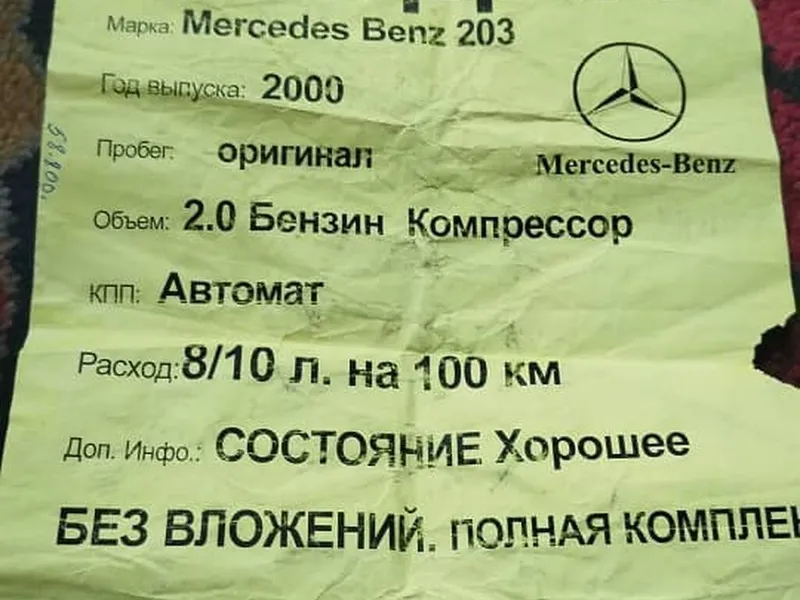 Марка: Mercedes Benz 203
Год выпуска: 2000
Пробег: оригинал
Mercedes-Benz
Объем: 2.0 Бензин Компрессор
КПП: Автомат
Расход: 8/10 л. на 100 км
Доп. Инфо.: СОСТОЯНИЕ Хорошее
БЕЗ ВЛОЖЕНИЙ. ПОЛНАЯ КОМПЛЕ